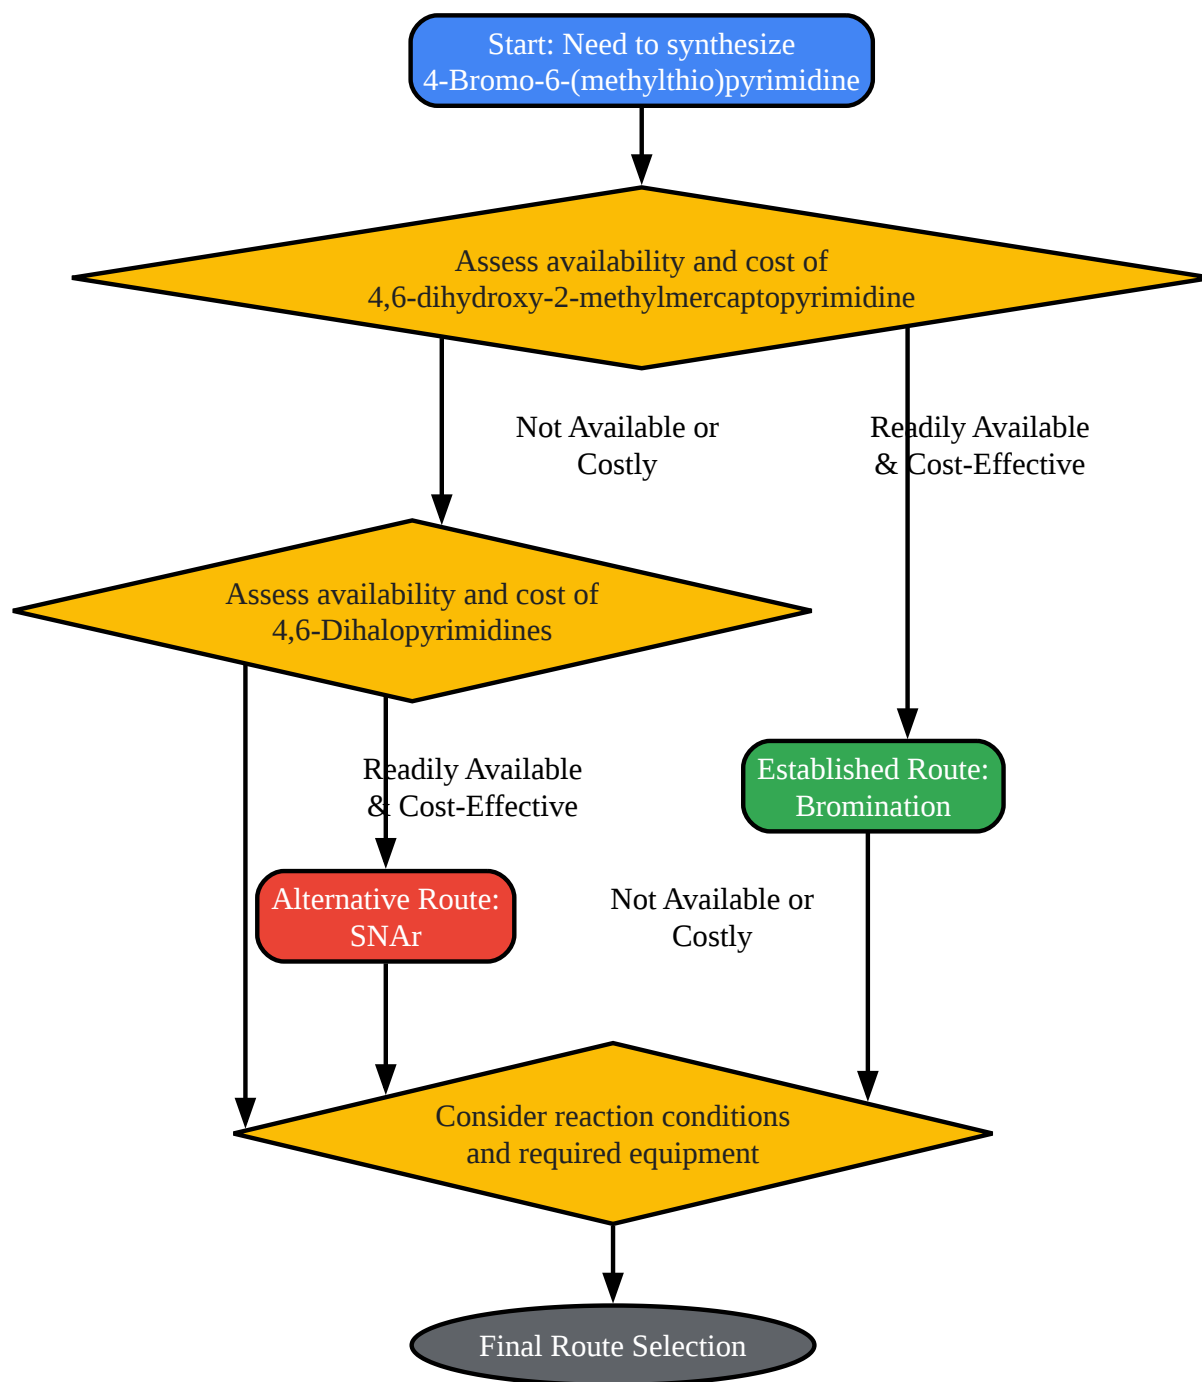 Start: Need to synthesize
4-Bromo-6-(methylthio)pyrimidine
Assess availability and cost of
4,6-dihydroxy-2-methylmercaptopyrimidine
Not Available or
Costly
Readily Available
& Cost-Effective
Assess availability and cost of
4,6-Dihalopyrimidines
Readily Available
& Cost-Effective
Established Route:
Bromination
Alternative Route:
SNAr
Not Available or
Costly
Consider reaction conditions
and required equipment
Final Route Selection